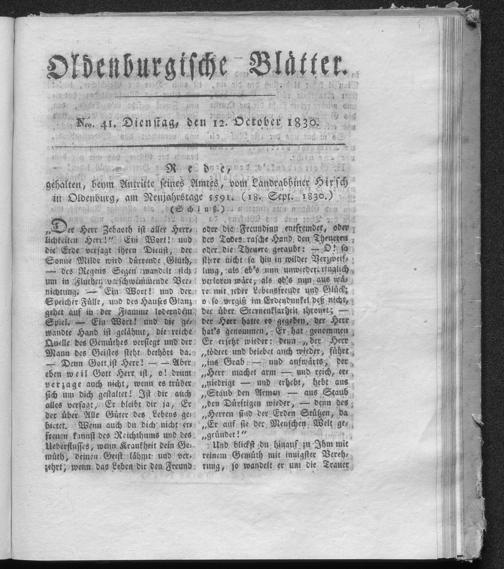 Oldenburgische Blätter.
Nro. 41. Dienstag, den 12. October 1830.
Rede,
gehalten, beym Antritte seines Amtes, vom Landrabbiner Hirsch
in Oldenburg, am Neujahrstage 5591. (18. Sept. 1830.)
(Schluß.)
„Der Herr Zebaoth ist aller Herr-
lichkeiten Herr!“ Ein Wort! und
die Erde versagt ihren Dienst, der
Sonne Milde wird dürrende Gluth,
— des Regens Segen wandelt sich
um in Fluthen verschwemmende Ver-
nichtung. — Ein Wort! und der
Speicher Fülle, und des Hauses Glanz
gehet auf in der Flamme loderndem
Spiel. — Ein Wort! und die ge-
wandte Hand ist gelähmt, die reiche
Quelle des Gemüthes versiegt und der
Mann des Geistes steht bethört da.
— Denn Gott ist Herr! — — Aber
eben weil Gott Herr ist, o! drum
verzage auch nicht, wenn es trüber
sich um dich gestaltet! Ist dir auch
alles versagt, Er bleibt dir ja, Er
der über Alle Güter des Lebens ge-
bietet. Wenn auch du dich nicht er-
freuen kannst des Reichthums und des
Ueberflusses, wenn Krankheit dein Ge-
müth, deinen Geist lähmt und ver-
zehrt, wenn das Leben dir den Freund
oder die Freundinn entfremdet, oder
des Todes rasche Hand den Theueren
oder die Theuere geraubt: — O! so
stehe nicht so hin in wilder Verzweif-
lung, als ob's nun unwiederbringlich
verloren wäre, als ob's nun aus wä-
re mit jeder Lebensfreude und Glück;
o so vergiß im Erdendunkel deß nicht,
der über Sternenklarheit thronet; —
der Herr hatte es gegeben, der Herr
hat's genommen, Er hat genommen
Er ersetzt wieder; denn „der Herr
„tödtet und belebet auch wieder, führt
„ins Grab — und aufwärts, der
„Herr machet arm — und reich, er-
„niedrigt — und erhebt, hebt aus
„Staub den Armen — aus Staub
„den Dürftigen wieder, — denn des
„Herren sind der Erden Stützen, da
„Er auf sie der Menschen Welt ge-
„gründet!“
Und blickst du hinauf zu Ihm mit
reinem Gemüth mit innigster Vereh-
rung, so wandelt er um die Trauer